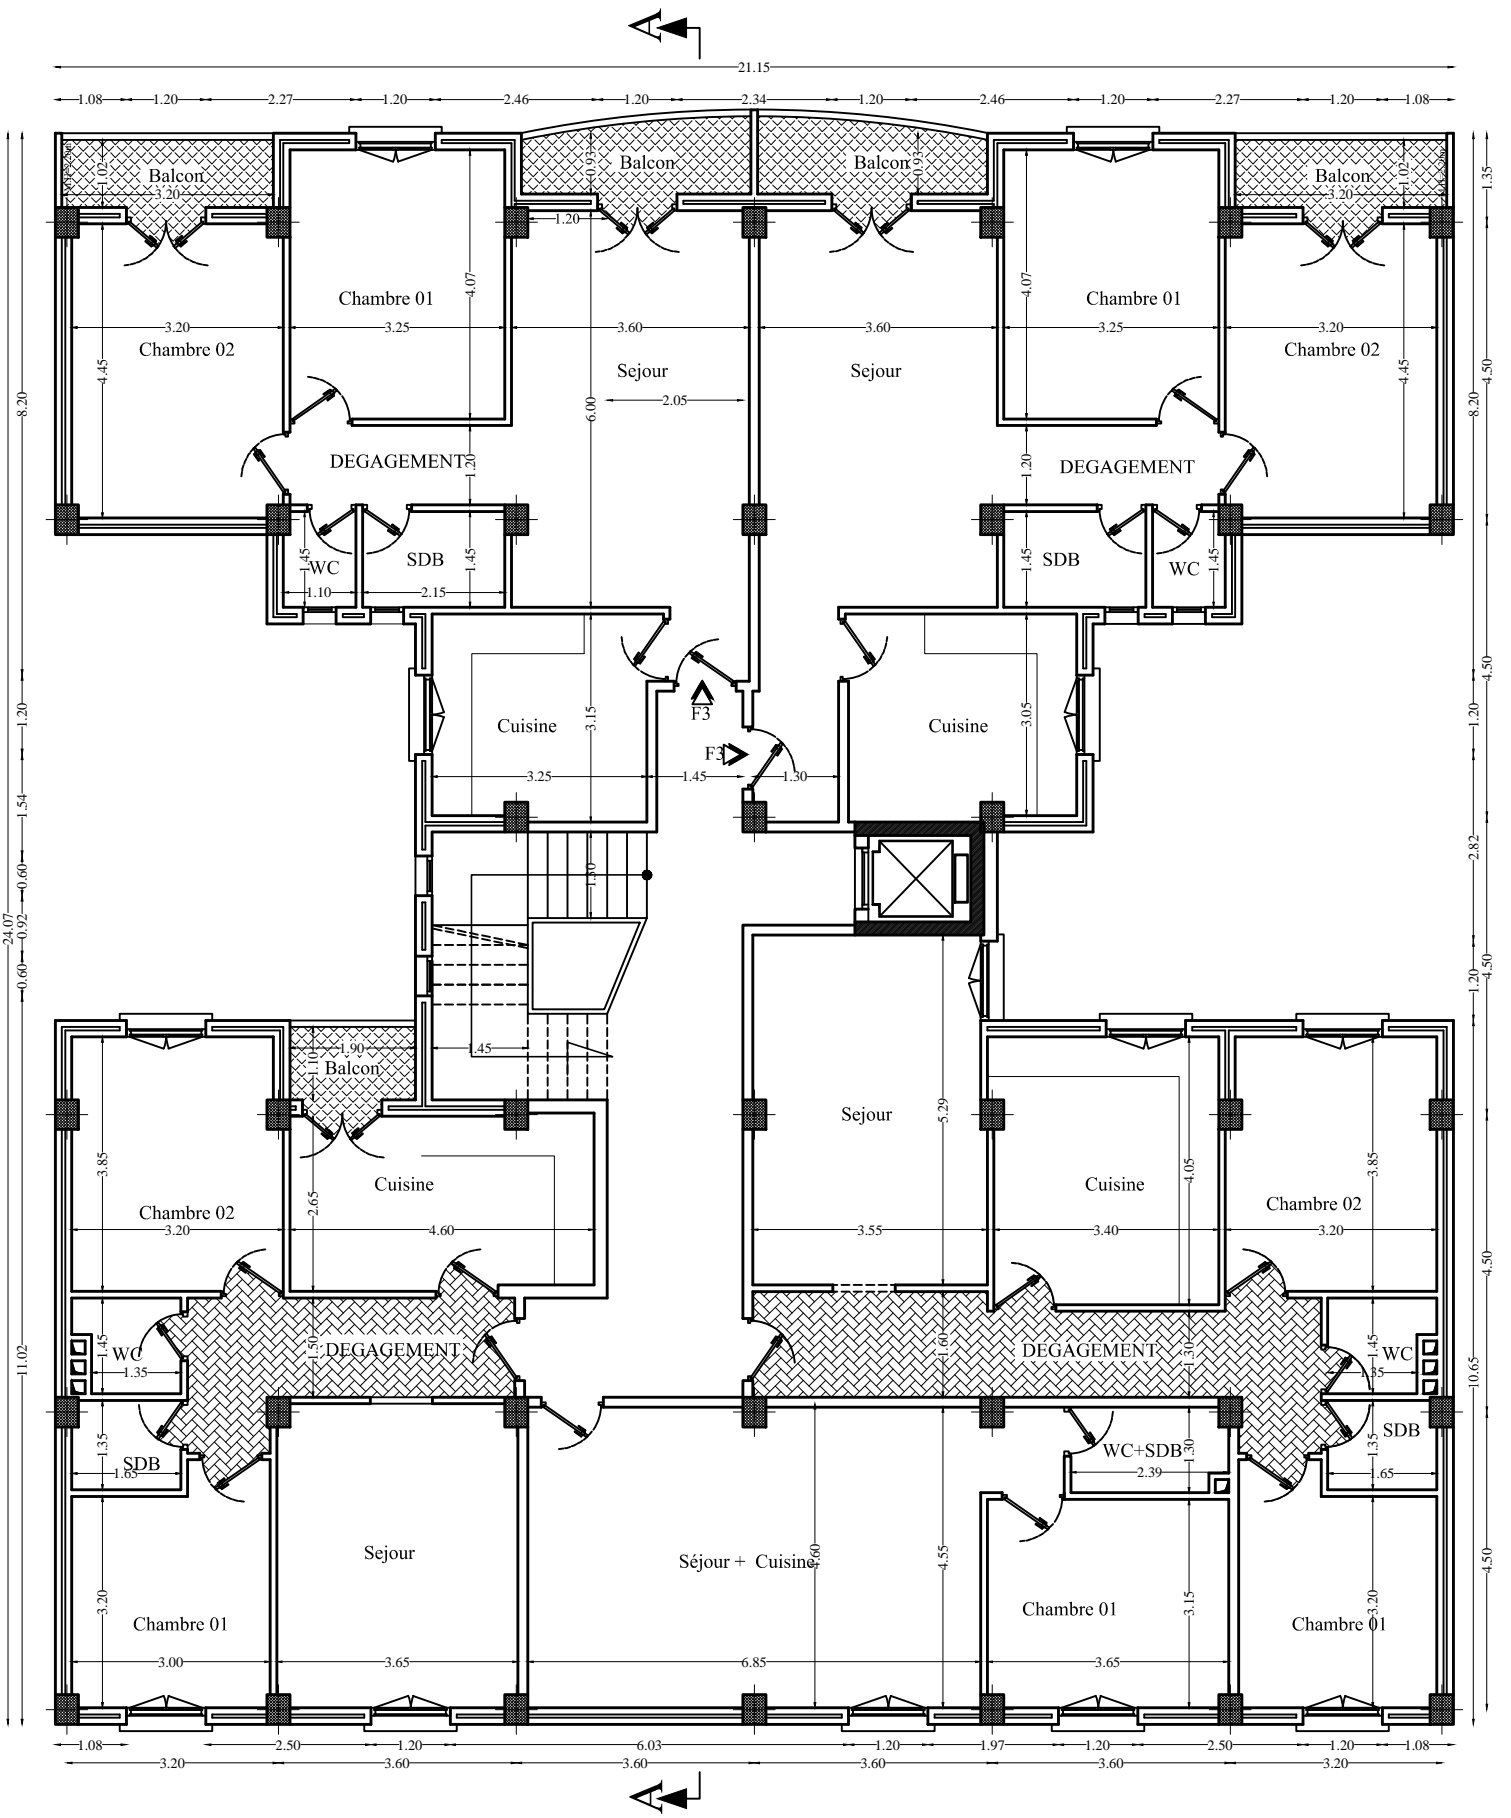 A
21.15
1.08 1.20 2.27 1.20 2.46 1.20 2.34 1.20 2.46 1.20 2.27 1.20 1.08
Balcon
3.20
1.02
Balcon
0.93
Balcon
0.93
Balcon
3.20
1.02
1.35
1.20
Chambre 01
4.07
Chambre 01
4.07
3.20 3.25 3.60 3.60 3.25 3.20
Chambre 02
4.45
Sejour
Sejour
Chambre 02
4.45
4.50
8.20
2.05
6.00
8.20
DEGAGEMENT
1.20
DEGAGEMENT
1.20
WC
1.45
1.10
SDB
1.45
2.15
SDB
1.45
WC
1.45
4.50
F3
F3
Cuisine
3.15
3.25
1.45
1.30
Cuisine
3.05
1.20
1.54
0.60
0.92
0.60
24.07
1.20
2.82
1.20
4.50
1.30
1.45
1.90
1.10
Balcon
Chambre 02
3.85
3.20
Cuisine
2.65
4.60
Sejour
5.29
3.55
Cuisine
4.05
3.40
Chambre 02
3.85
3.20
4.50
WC
1.45
1.35
DEGAGEMENT
1.50
DEGAGEMENT
1.60
1.30
WC
1.45
1.35
11.02
10.65
SDB
1.35
1.65
WC+SDB
1.30
2.39
SDB
1.35
1.65
Sejour
Séjour + Cuisine
4.60
4.55
Chambre 01
3.20
3.00
3.65
6.85
Chambre 01
3.15
3.65
Chambre 01
3.20
4.50
1.08 2.50 1.20 6.03 1.20 1.97 1.20 2.50 1.20 1.08
3.20 3.60 3.60 3.60 3.60 3.20
A